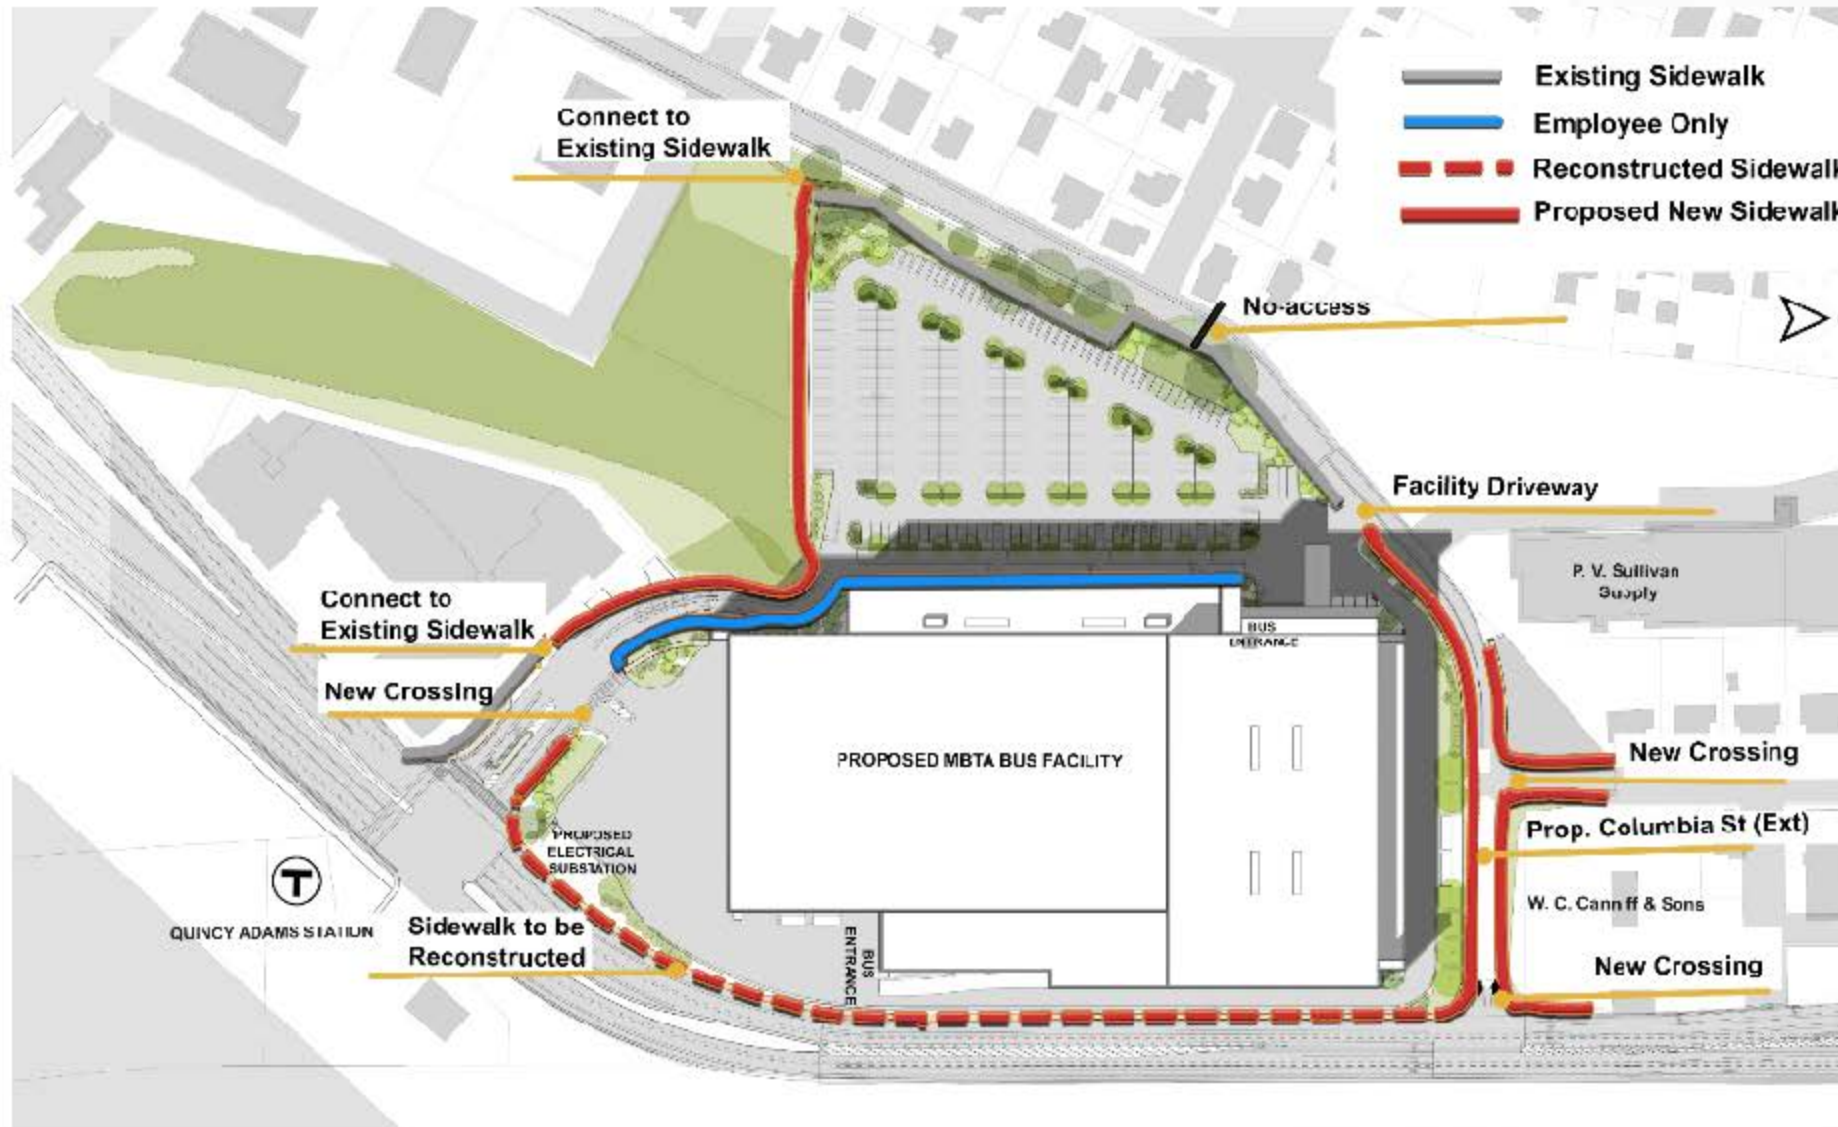 Connect to
Existing Sidewalk
Existing Sidewalk
Employee Only
Reconstructed Sidewalk
Proposed New Sidewalk
No-access
Facility Driveway
P. V. Sullivan
Supply
Connect to
Existing Sidewalk
New Crossing
BUS
ENTRANCE
PROPOSED MBTA BUS FACILITY
New Crossing
Prop. Columbia St (Ext)
PROPOSED
ELECTRICAL
SUBSTATION
T
QUINCY ADAMS STATION
Sidewalk to be
Reconstructed
BUS
ENTRANCE
W. C. Canniff & Sons
New Crossing